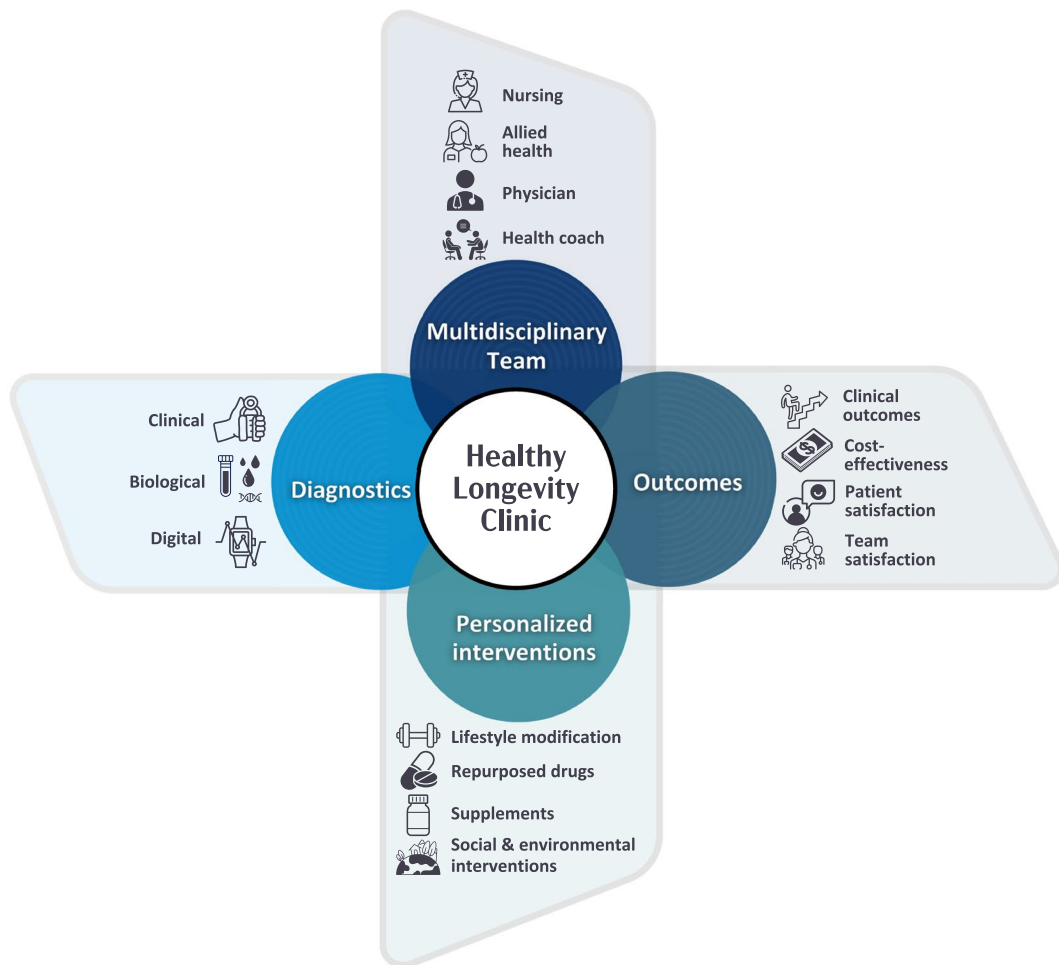 Nursing
Allied
health
Physician
Health coach
Multidisciplinary
Team
Clinical
Biological
Digital
Diagnostics
Healthy
Longevity
Clinic
Outcomes
Clinical
outcomes
Cost-
effectiveness
Patient
satisfaction
Team
satisfaction
Personalized
interventions
Lifestyle modification
Repurposed drugs
Supplements
Social & environmental
interventions